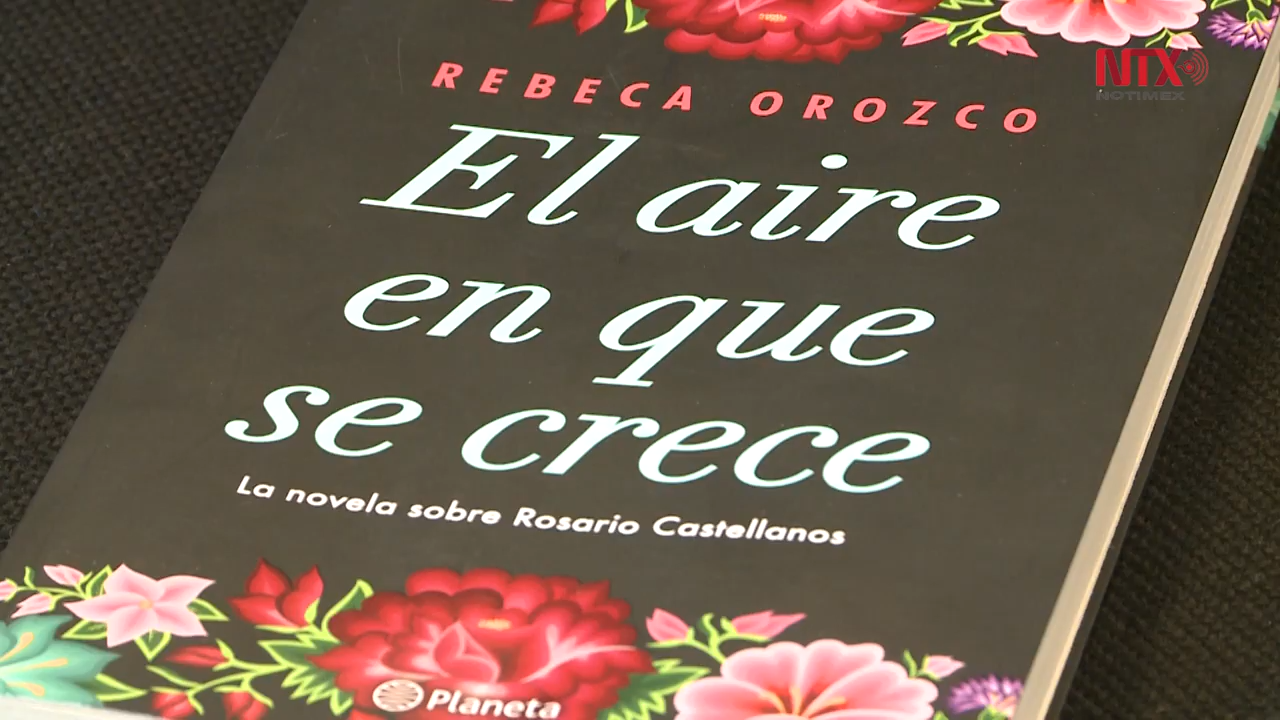 NTX
NOTIMEX
REBECA OROZCO
El aire
en que
se crece
La novela sobre Rosario Castellanos
Planeta